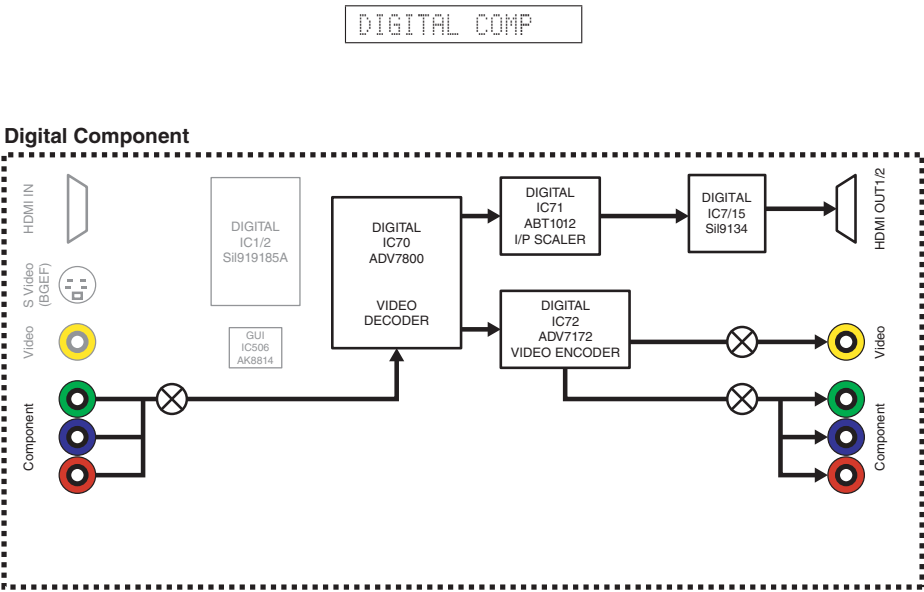 DIGITAL COMP
Digital Component
HDMI IN
S Video
(BGEF)
Video
Component
DIGITAL
IC1/2
SiI919185A
GUI
IC506
AK8814
DIGITAL
IC70
ADV7800
VIDEO
DECODER
DIGITAL
IC71
ABT1012
I/P SCALER
DIGITAL
IC72
ADV7172
VIDEO ENCODER
DIGITAL
IC7/15
SiI9134
HDMI OUT1/2
Video
Component